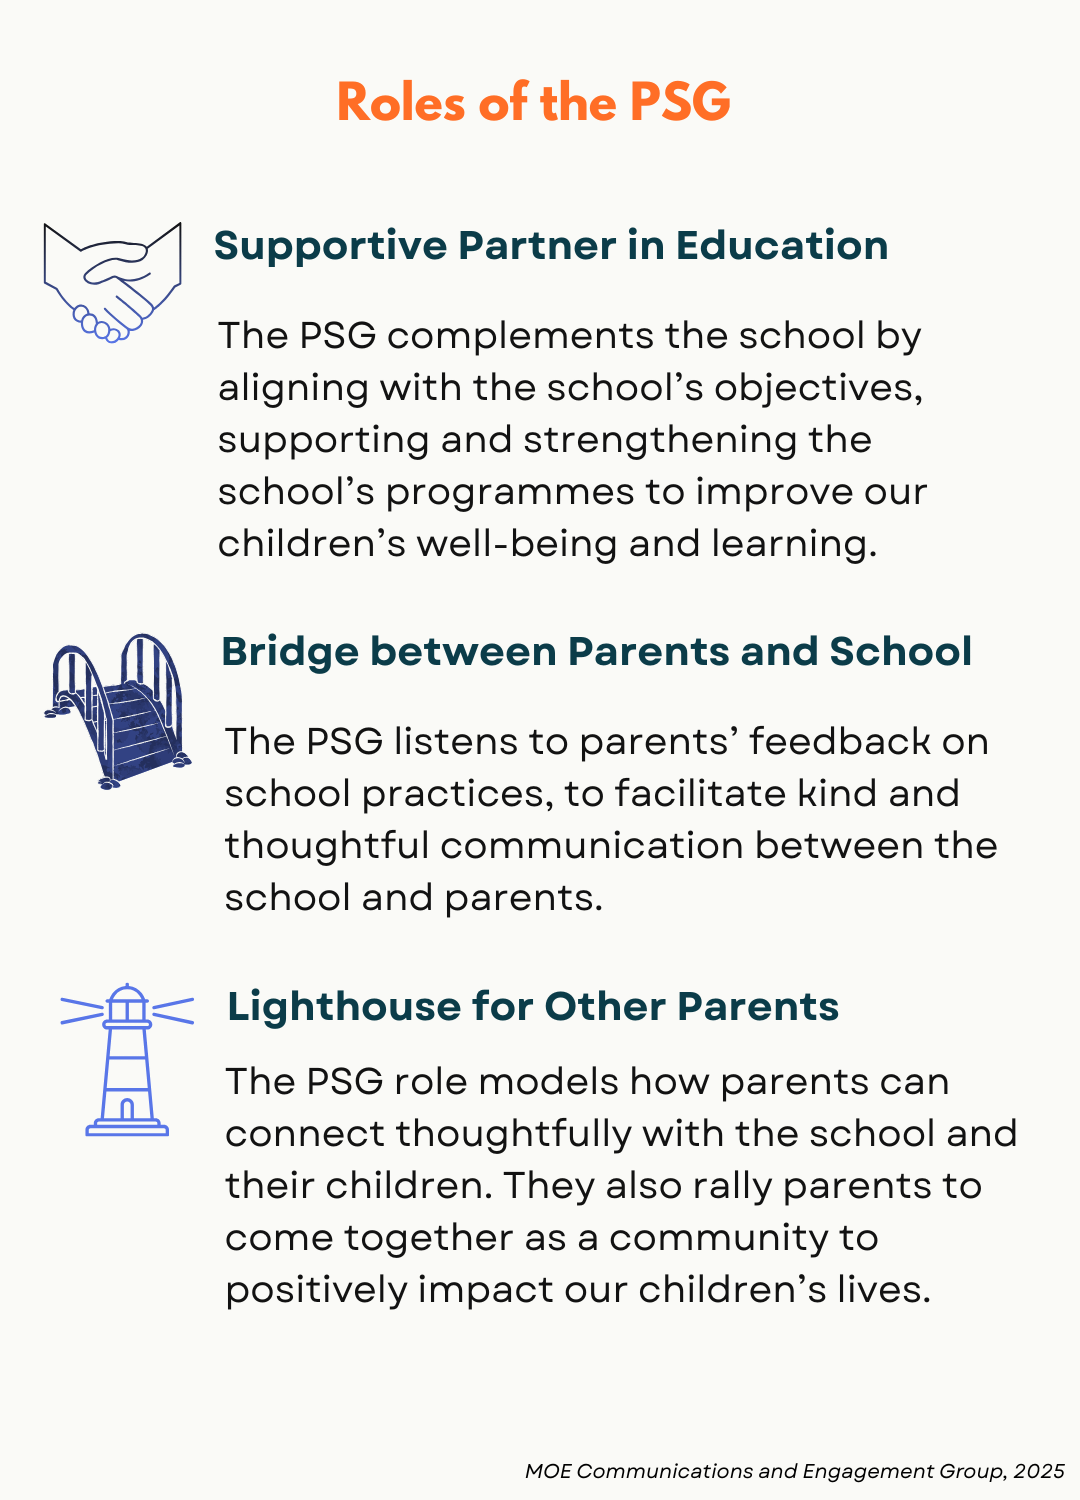 Roles of the PSG
Supportive Partner in Education
The PSG complements the school by
aligning with the school’s objectives,
supporting and strengthening the
school’s programmes to improve our
children’s well-being and learning.
Bridge between Parents and School
The PSG listens to parents’ feedback on
school practices, to facilitate kind and
thoughtful communication between the
school and parents.
Lighthouse for Other Parents
The PSG role models how parents can
connect thoughtfully with the school and
their children. They also rally parents to
come together as a community to
positively impact our children’s lives.
MOE Communications and Engagement Group, 2025